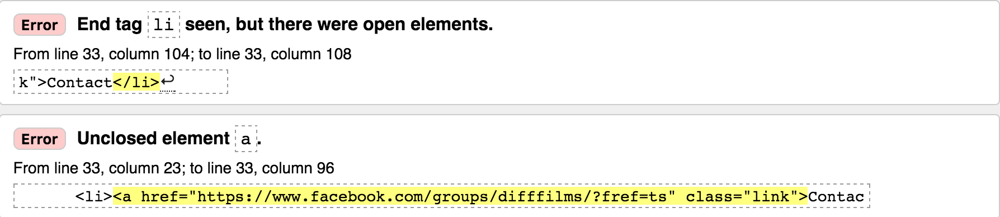 Error End tag li seen, but there were open elements.
From line 33, column 104; to line 33, column 108
k">Contact</li>↩
Error Unclosed element a.
From line 33, column 23; to line 33, column 96
<li><a href="https://www.facebook.com/groups/difffilms/?fref=ts" class="link">Contac